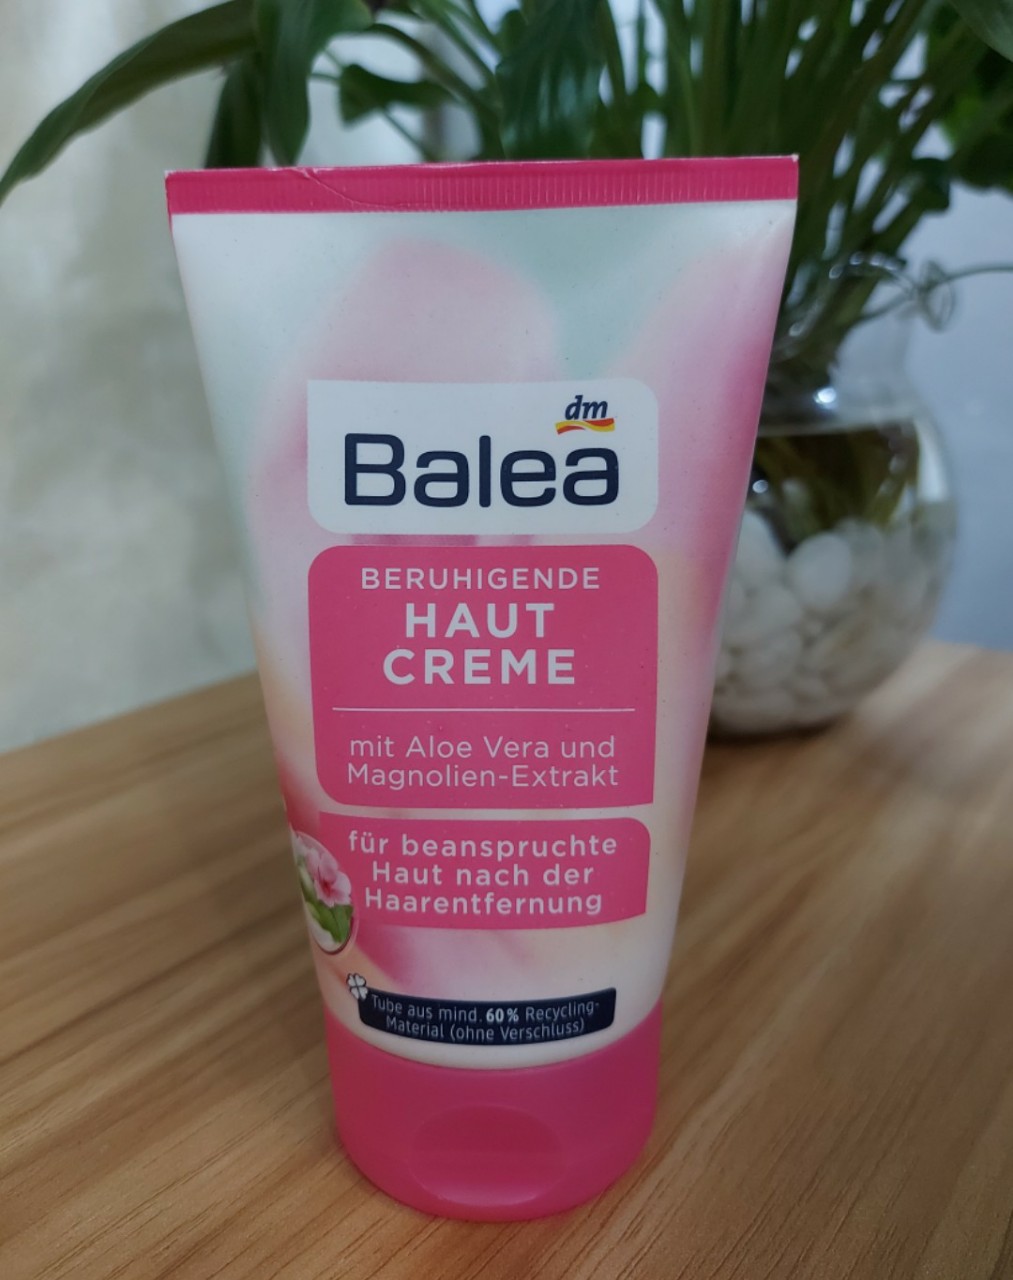 dm
Balea
BERUHIGENDE
HAUT
CREME
mit Aloe Vera und
Magnolien-Extrakt
für beanspruchte
Haut nach der
Haarentfernung
Tube aus mind. 60% Recycling-
Material (ohne Verschluss)